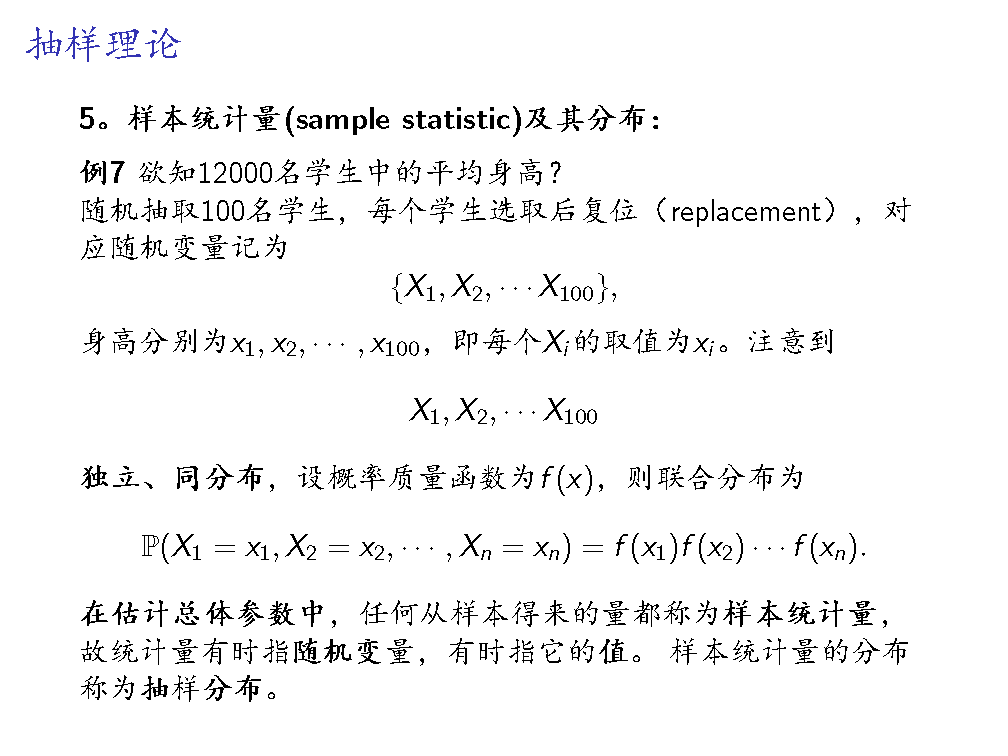 抽样理论
5。样本统计量(sample statistic)及其分布：
例7 欲知12000名学生中的平均身高？
随机抽取100名学生，每个学生选取后复位（replacement），对
应随机变量记为
{X₁, X₂, ⋯ X₁₀₀},
身高分别为x₁, x₂, ⋯ , x₁₀₀，即每个Xᵢ的取值为xᵢ。注意到
X₁, X₂, ⋯ X₁₀₀
独立、同分布，设概率质量函数为f(x)，则联合分布为
ℙ(X₁ = x₁, X₂ = x₂, ⋯ , Xₙ = xₙ) = f(x₁)f(x₂) ⋯ f(xₙ).
在估计总体参数中，任何从样本得来的量都称为样本统计量，
故统计量有时指随机变量，有时指它的值。 样本统计量的分布
称为抽样分布。